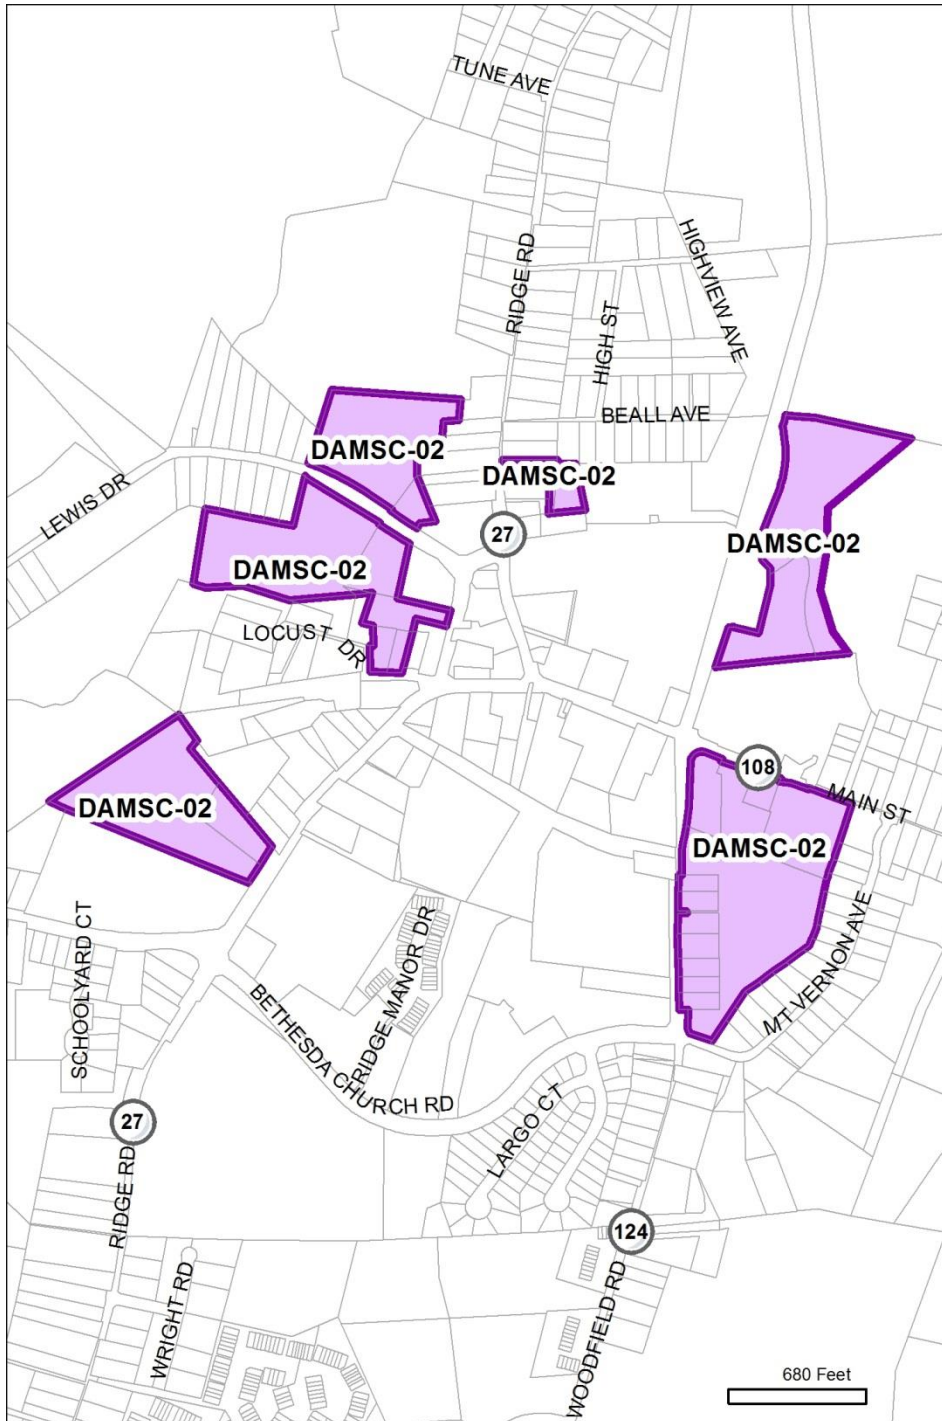 TUNE AVE
RIDGE RD
HIGHVIEW AVE
HIGH ST
BEALL AVE
DAMSC-02
DAMSC-02
LEWIS DR
27
DAMSC-02
DAMSC-02
LOCUST DR
108
MAIN ST
DAMSC-02
DAMSC-02
SCHOOLYARD CT
RIDGE MANOR DR
MT VERNON AVE
BETHESDA CHURCH RD
LARGO CT
27
RIDGE RD
124
WRIGHT RD
WOODFIELD RD
680 Feet